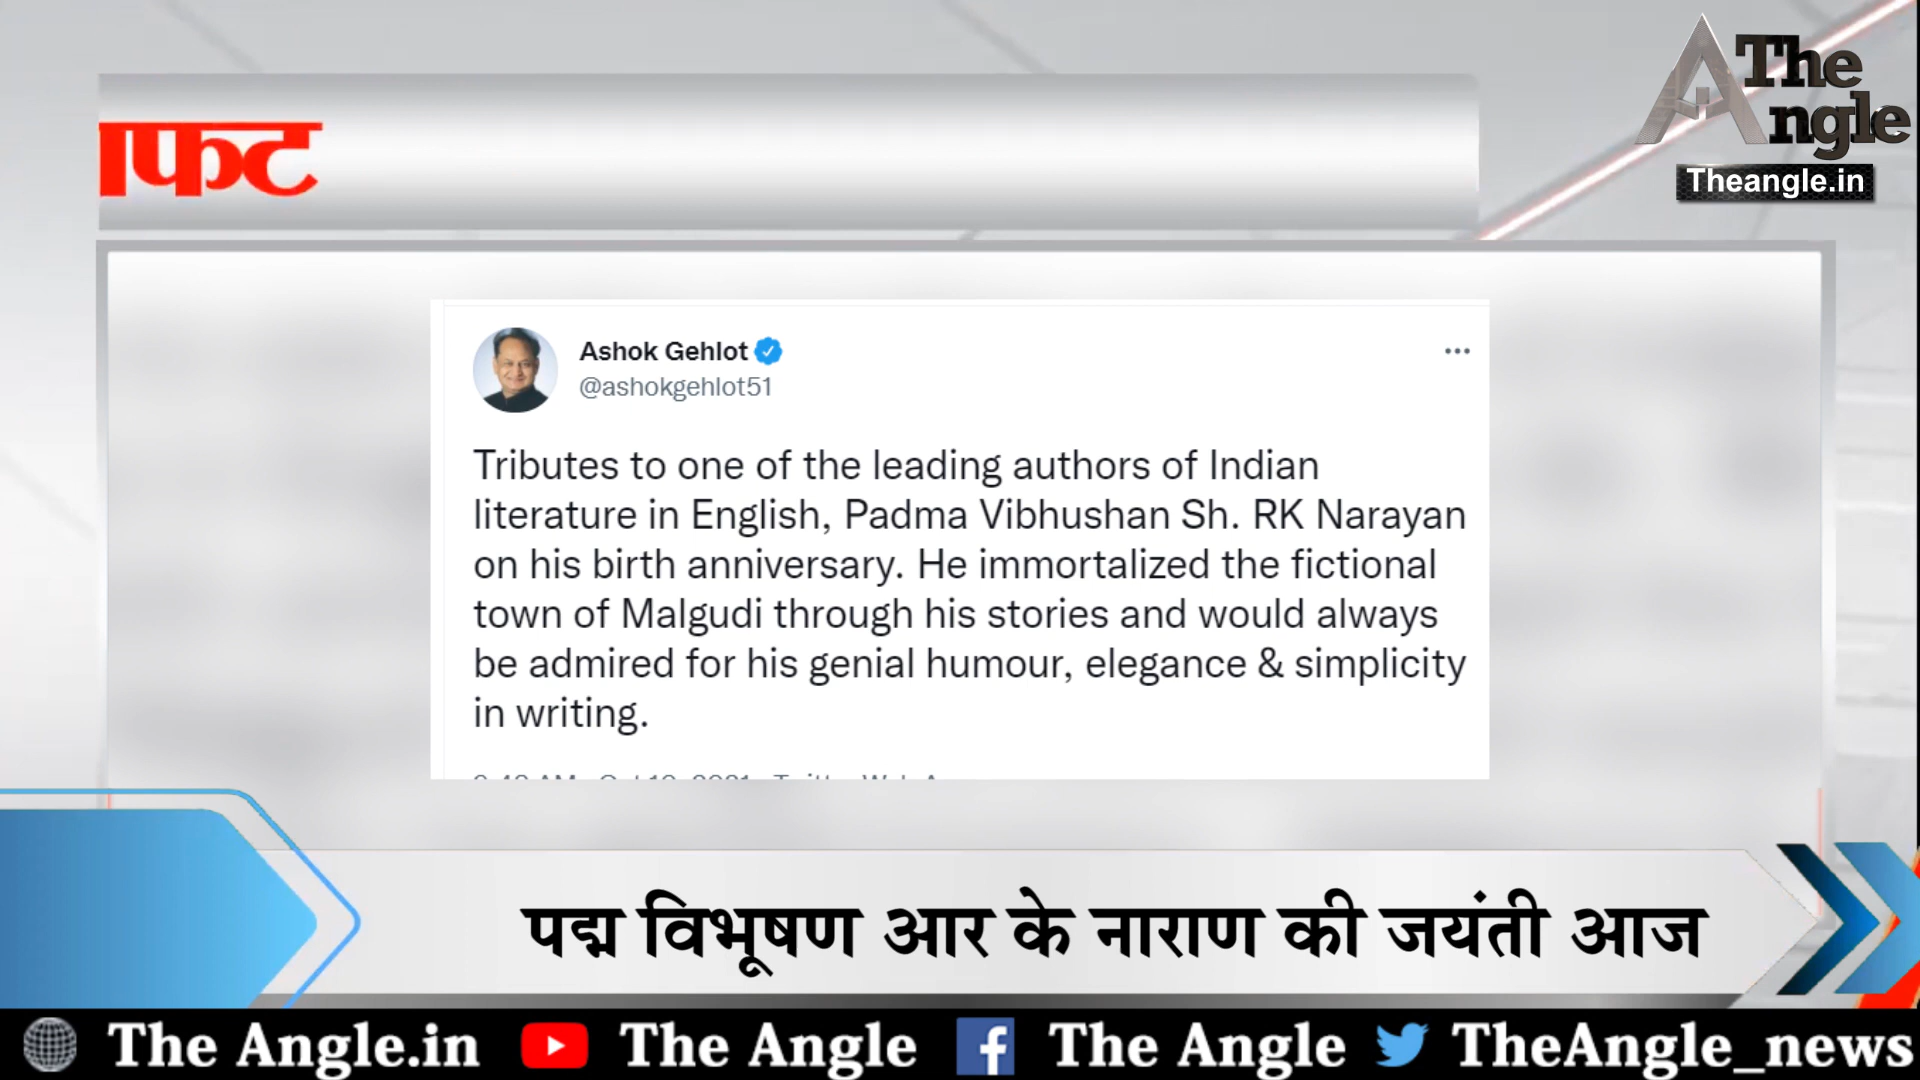 The
Angle
Theangle.in
फिट
Ashok Gehlot
@ashokgehlot51
Tributes to one of the leading authors of Indian
literature in English, Padma Vibhushan Sh. RK Narayan
on his birth anniversary. He immortalized the fictional
town of Malgudi through his stories and would always
be admired for his genial humour, elegance & simplicity
in writing.
पद्म विभूषण आर के नाराण की जयंती आज
The Angle.in The Angle The Angle TheAngle_news